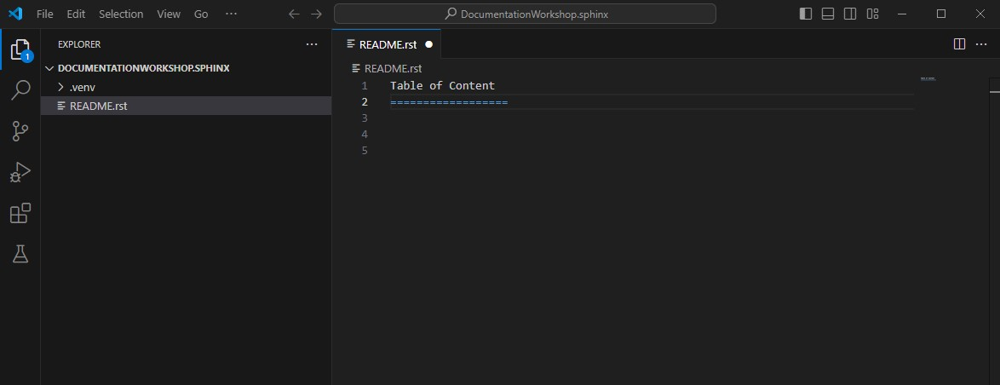 File Edit Selection View Go ···
DocumentationWorkshop.sphinx
EXPLORER ···
README.rst
···
1
DOCUMENTATIONWORKSHOP.SPHINX
.venv
README.rst
README.rst
1 Table of Content
2 ==================
3
4
5